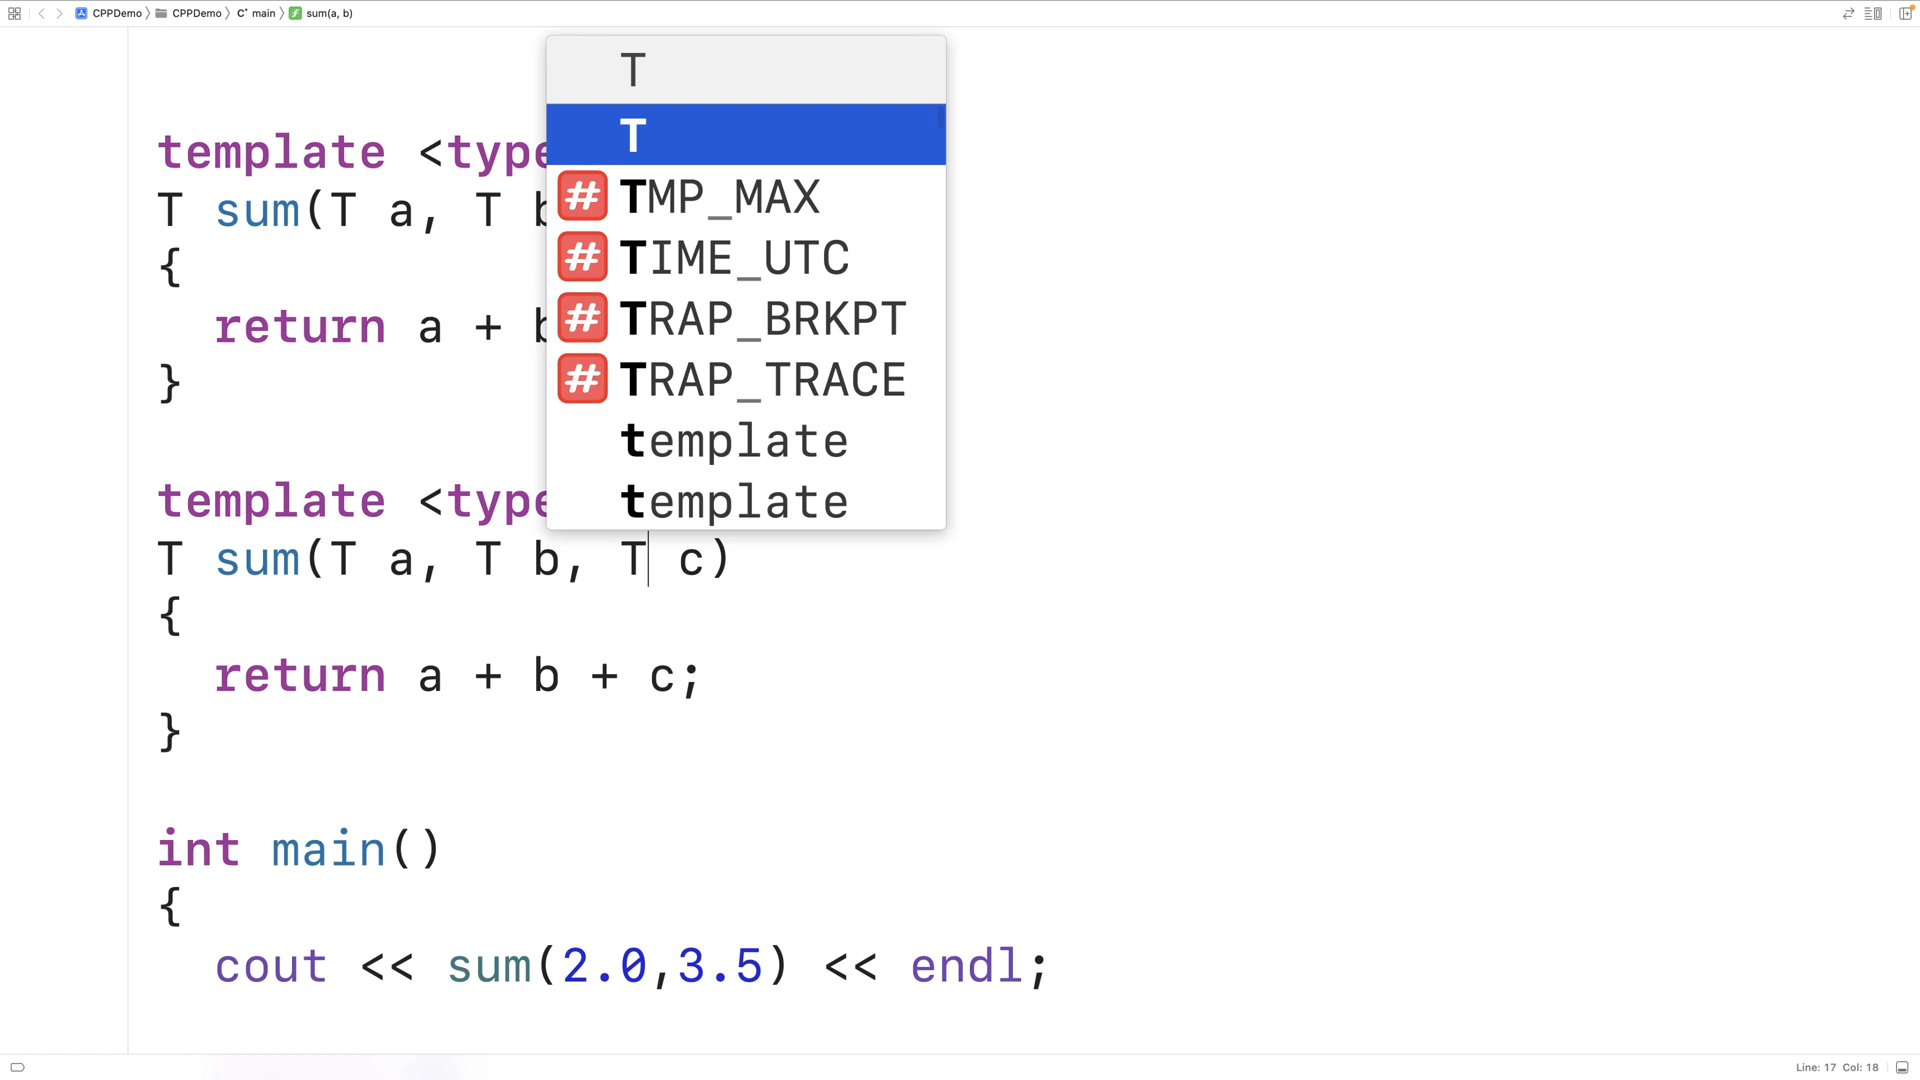 CPPDemo CPPDemo C+ main f sum(a, b)
T
T
# TMP_MAX
# TIME_UTC
# TRAP_BRKPT
# TRAP_TRACE
template
template
template <type
T sum(T a, T b
{
return a + b
}
template <type
T sum(T a, T b, T c)
{
return a + b + c;
}
int main()
{
cout << sum(2.0,3.5) << endl;
Line: 17 Col: 18